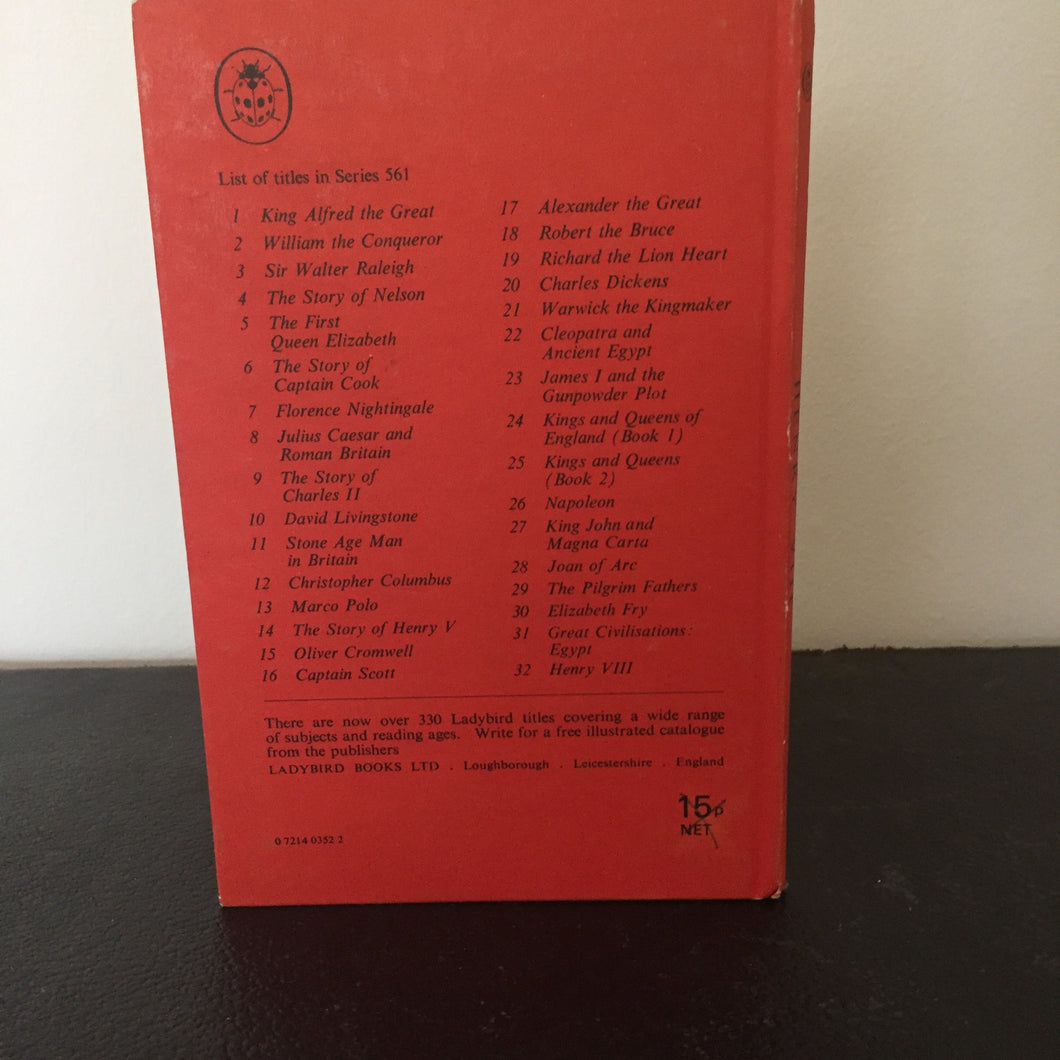 List of titles in Series 561
1 King Alfred the Great
2 William the Conqueror
3 Sir Walter Raleigh
4 The Story of Nelson
5 The First
Queen Elizabeth
6 The Story of
Captain Cook
7 Florence Nightingale
8 Julius Caesar and
Roman Britain
9 The Story of
Charles II
10 David Livingstone
11 Stone Age Man
in Britain
12 Christopher Columbus
13 Marco Polo
14 The Story of Henry V
15 Oliver Cromwell
16 Captain Scott
17 Alexander the Great
18 Robert the Bruce
19 Richard the Lion Heart
20 Charles Dickens
21 Warwick the Kingmaker
22 Cleopatra and
Ancient Egypt
23 James I and the
Gunpowder Plot
24 Kings and Queens of
England (Book 1)
25 Kings and Queens
(Book 2)
26 Napoleon
27 King John and
Magna Carta
28 Joan of Arc
29 The Pilgrim Fathers
30 Elizabeth Fry
31 Great Civilisations:
Egypt
32 Henry VIII
There are now over 330 Ladybird titles covering a wide range
of subjects and reading ages. Write for a free illustrated catalogue
from the publishers
LADYBIRD BOOKS LTD . Loughborough . Leicestershire . England
15p
NET
0 7214 0352 2